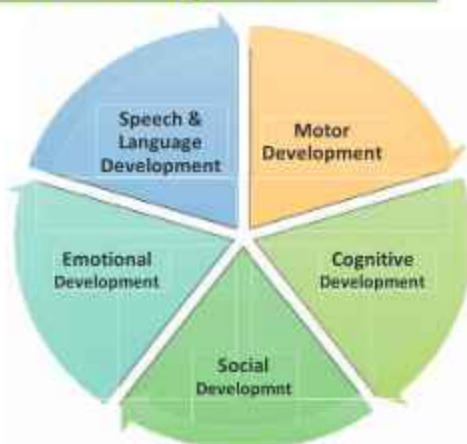 Speech &
Language
Development
Motor
Development
Emotional
Development
Cognitive
Development
Social
Developmnt